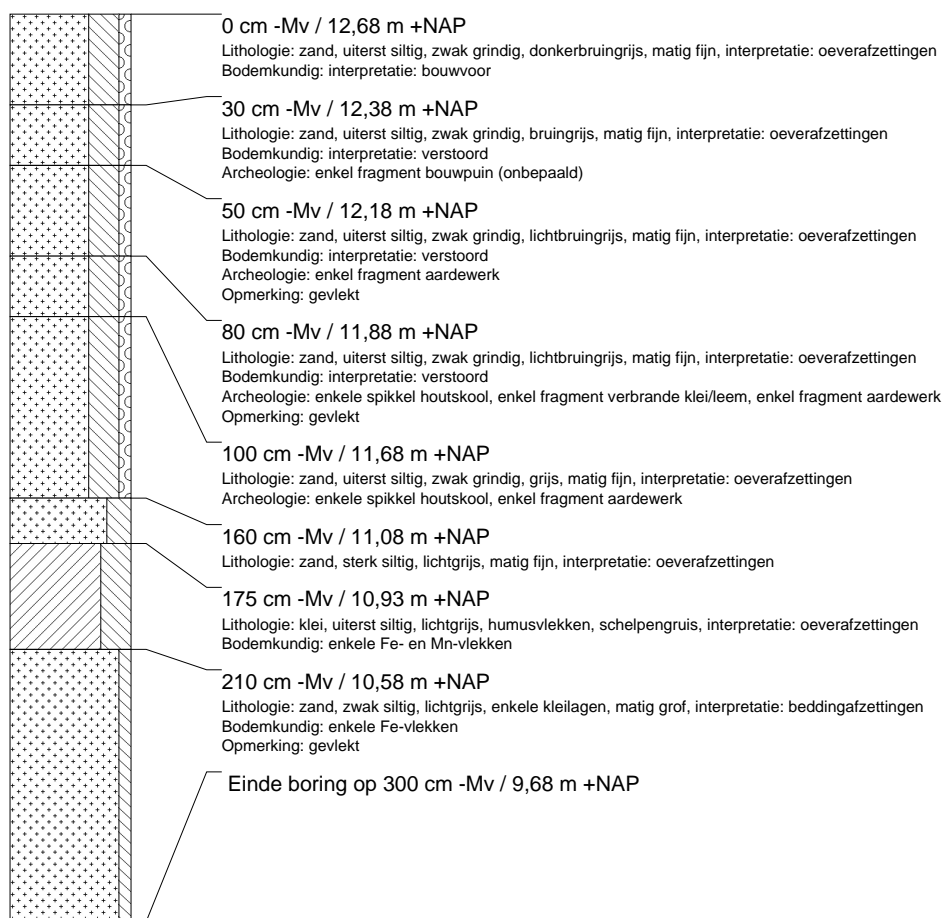 0 cm -Mv / 12,68 m +NAP
Lithologie: zand, uiterst siltig, zwak grindig, donkerbruingrijs, matig fijn, interpretatie: oeverafzettingen
Bodemkundig: interpretatie: bouwvoor
30 cm -Mv / 12,38 m +NAP
Lithologie: zand, uiterst siltig, zwak grindig, bruingrijs, matig fijn, interpretatie: oeverafzettingen
Bodemkundig: interpretatie: verstoord
Archeologie: enkel fragment bouwpuin (onbepaald)
50 cm -Mv / 12,18 m +NAP
Lithologie: zand, uiterst siltig, zwak grindig, lichtbruingrijs, matig fijn, interpretatie: oeverafzettingen
Bodemkundig: interpretatie: verstoord
Archeologie: enkel fragment aardewerk
Opmerking: gevlekt
80 cm -Mv / 11,88 m +NAP
Lithologie: zand, uiterst siltig, zwak grindig, lichtbruingrijs, matig fijn, interpretatie: oeverafzettingen
Bodemkundig: interpretatie: verstoord
Archeologie: enkele spikkel houtskool, enkel fragment verbrande klei/leem, enkel fragment aardewerk
Opmerking: gevlekt
100 cm -Mv / 11,68 m +NAP
Lithologie: zand, uiterst siltig, zwak grindig, grijs, matig fijn, interpretatie: oeverafzettingen
Archeologie: enkele spikkel houtskool, enkel fragment aardewerk
160 cm -Mv / 11,08 m +NAP
Lithologie: zand, sterk siltig, lichtgrijs, matig fijn, interpretatie: oeverafzettingen
175 cm -Mv / 10,93 m +NAP
Lithologie: klei, uiterst siltig, lichtgrijs, humusvlekken, schelpengruis, interpretatie: oeverafzettingen
Bodemkundig: enkele Fe- en Mn-vlekken
210 cm -Mv / 10,58 m +NAP
Lithologie: zand, zwak siltig, lichtgrijs, enkele kleilagen, matig grof, interpretatie: beddingafzettingen
Bodemkundig: enkele Fe-vlekken
Opmerking: gevlekt
Einde boring op 300 cm -Mv / 9,68 m +NAP